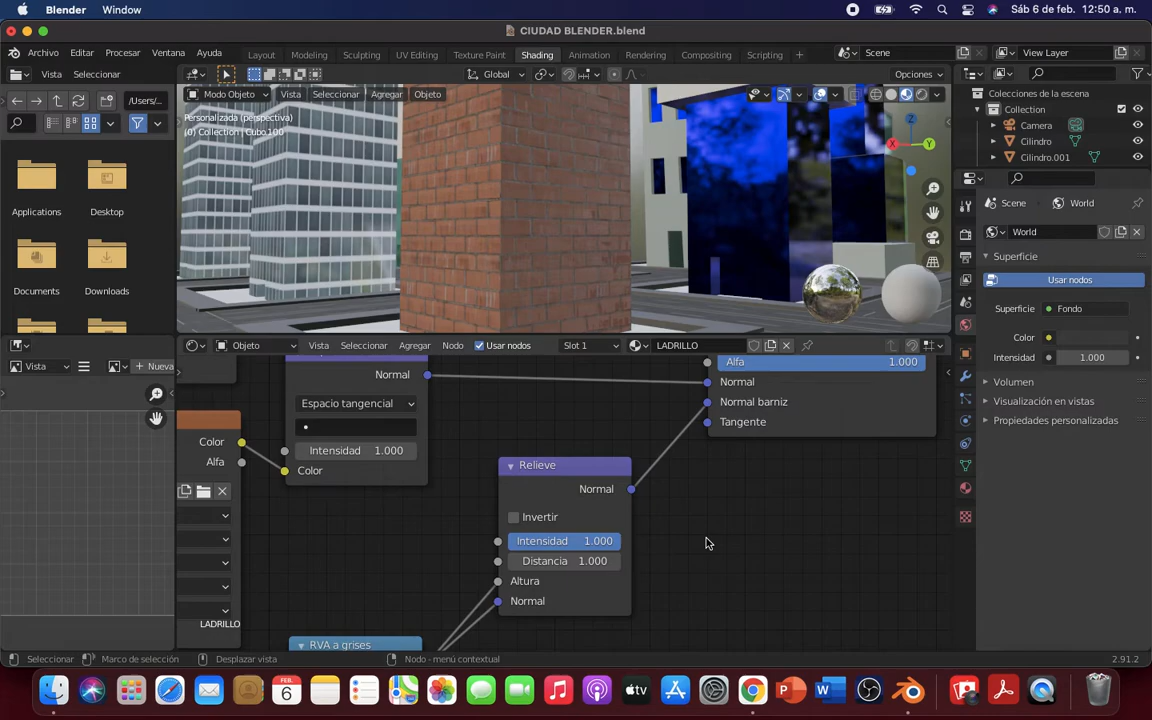 Blender Window Sáb 6 de feb. 12:50 a. m.
CIUDAD BLENDER.blend
Archivo Editar Procesar Ventana Ayuda Layout Modeling Sculpting UV Editing Texture Paint Shading Animation Rendering Compositing Scripting + Scene View Layer
Vista Seleccionar Global Opciones
/Users/... Modo Objeto Vista Seleccionar Agregar Objeto
Colecciones de la escena
Collection
Camera
Cilindro
Cilindro.001
Personalizada (perspectiva)
(0) Collection | Cubo.100
Z
X
Y
Applications Desktop
Documents Downloads
Scene World
World
Superficie
Usar nodos
Superficie Fondo
Color
Intensidad 1.000
Volumen
Visualización en vistas
Propiedades personalizadas
Vista Nueva
Objeto Vista Seleccionar Agregar Nodo Usar nodos Slot 1 LADRILLO
Alfa 1.000
Normal
Normal barniz
Tangente
Normal
Espacio tangencial
Intensidad 1.000
Color
Color
Alfa
LADRILLO
Relieve
Normal
Invertir
Intensidad 1.000
Distancia 1.000
Altura
Normal
RVA a grises
Seleccionar Marco de selección Desplazar vista Nodo - menú contextual 2.91.2
FEB.
6
tv